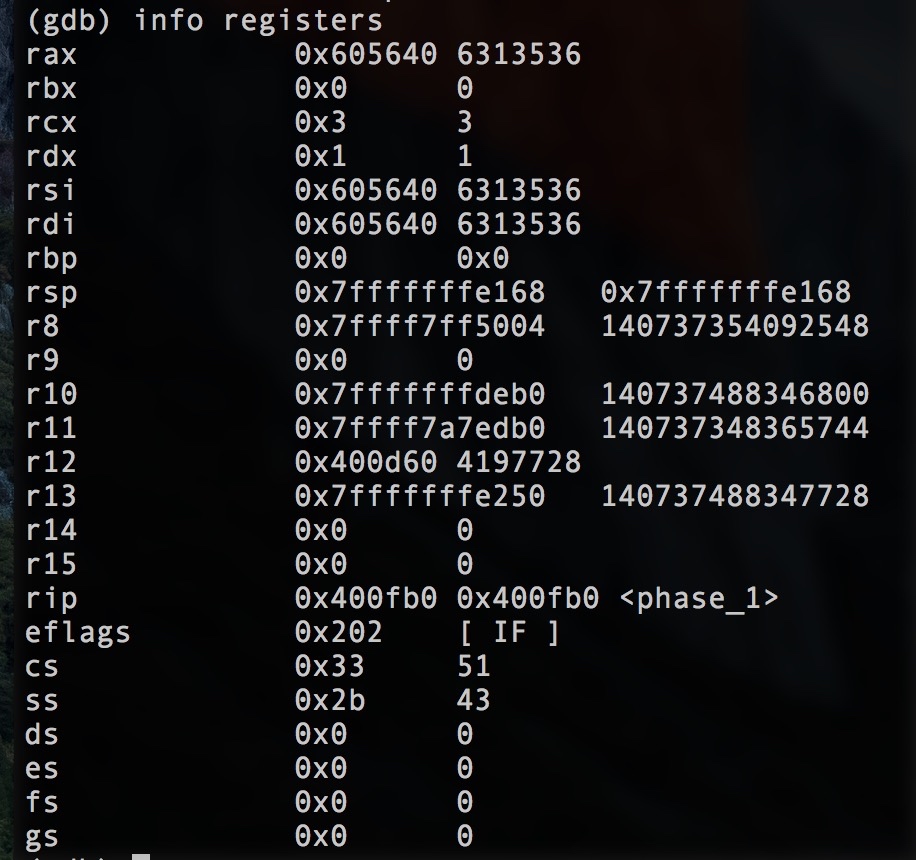 (gdb) info registers
rax 0x605640 6313536
rbx 0x0 0
rcx 0x3 3
rdx 0x1 1
rsi 0x605640 6313536
rdi 0x605640 6313536
rbp 0x0 0x0
rsp 0x7fffffffe168 0x7fffffffe168
r8 0x7ffff7ff5004 140737354092548
r9 0x0 0
r10 0x7fffffffdeb0 140737488346800
r11 0x7ffff7a7edb0 140737348365744
r12 0x400d60 4197728
r13 0x7fffffffe250 140737488347728
r14 0x0 0
r15 0x0 0
rip 0x400fb0 0x400fb0 <phase_1>
eflags 0x202 [ IF ]
cs 0x33 51
ss 0x2b 43
ds 0x0 0
es 0x0 0
fs 0x0 0
gs 0x0 0